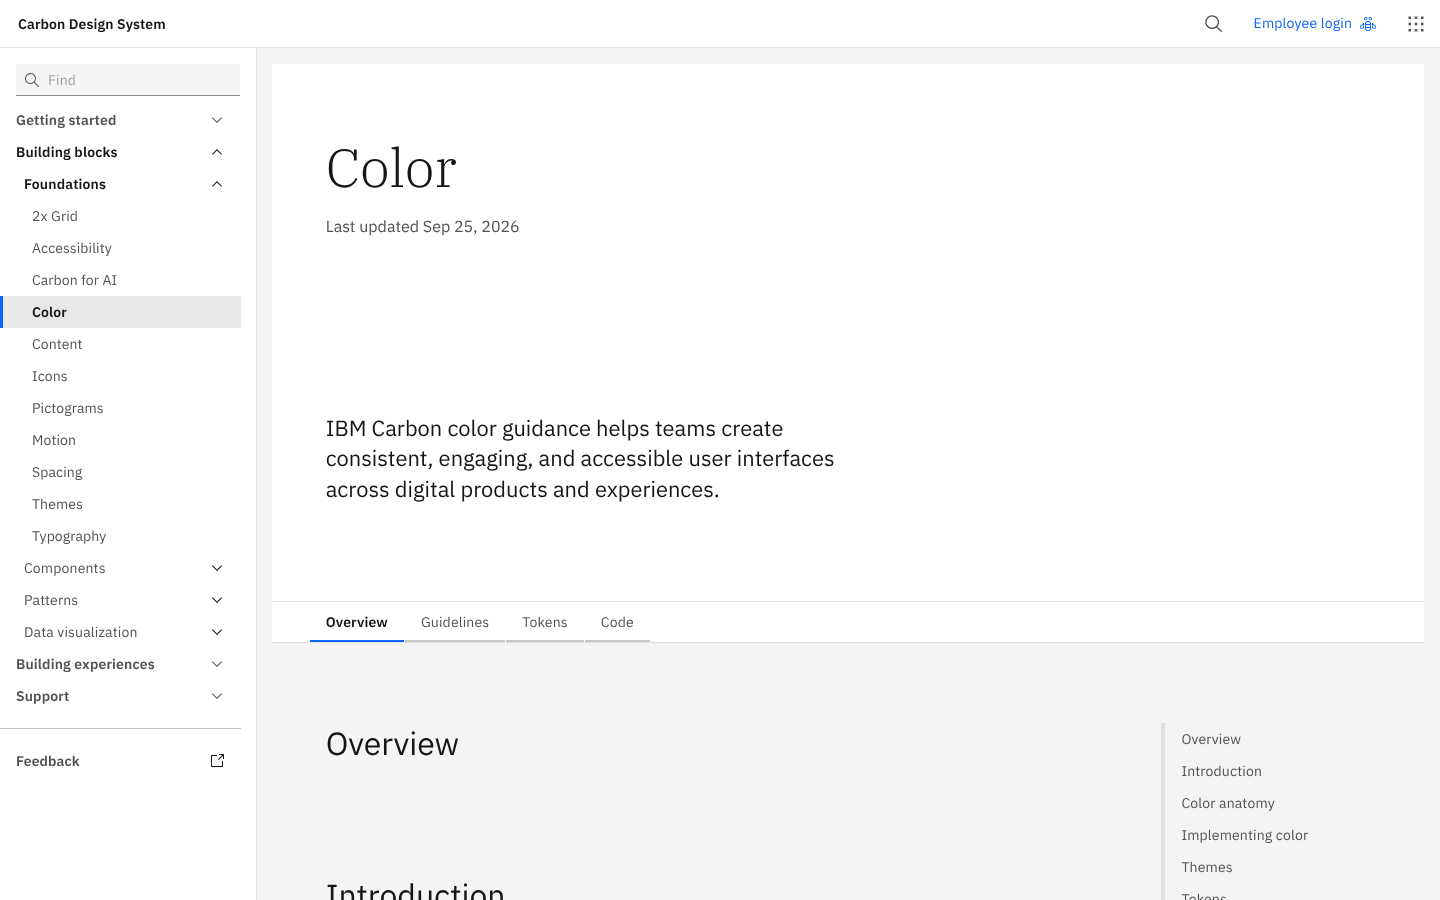 Carbon Design System
Employee login
Find
Getting started
Building blocks
Foundations
2x Grid
Accessibility
Carbon for AI
Color
Content
Icons
Pictograms
Motion
Spacing
Themes
Typography
Components
Patterns
Data visualization
Building experiences
Support
Feedback
Color
Last updated Sep 25, 2026
IBM Carbon color guidance helps teams create
consistent, engaging, and accessible user interfaces
across digital products and experiences.
Overview
Guidelines
Tokens
Code
Overview
Introduction
Overview
Introduction
Color anatomy
Implementing color
Themes
Tokens